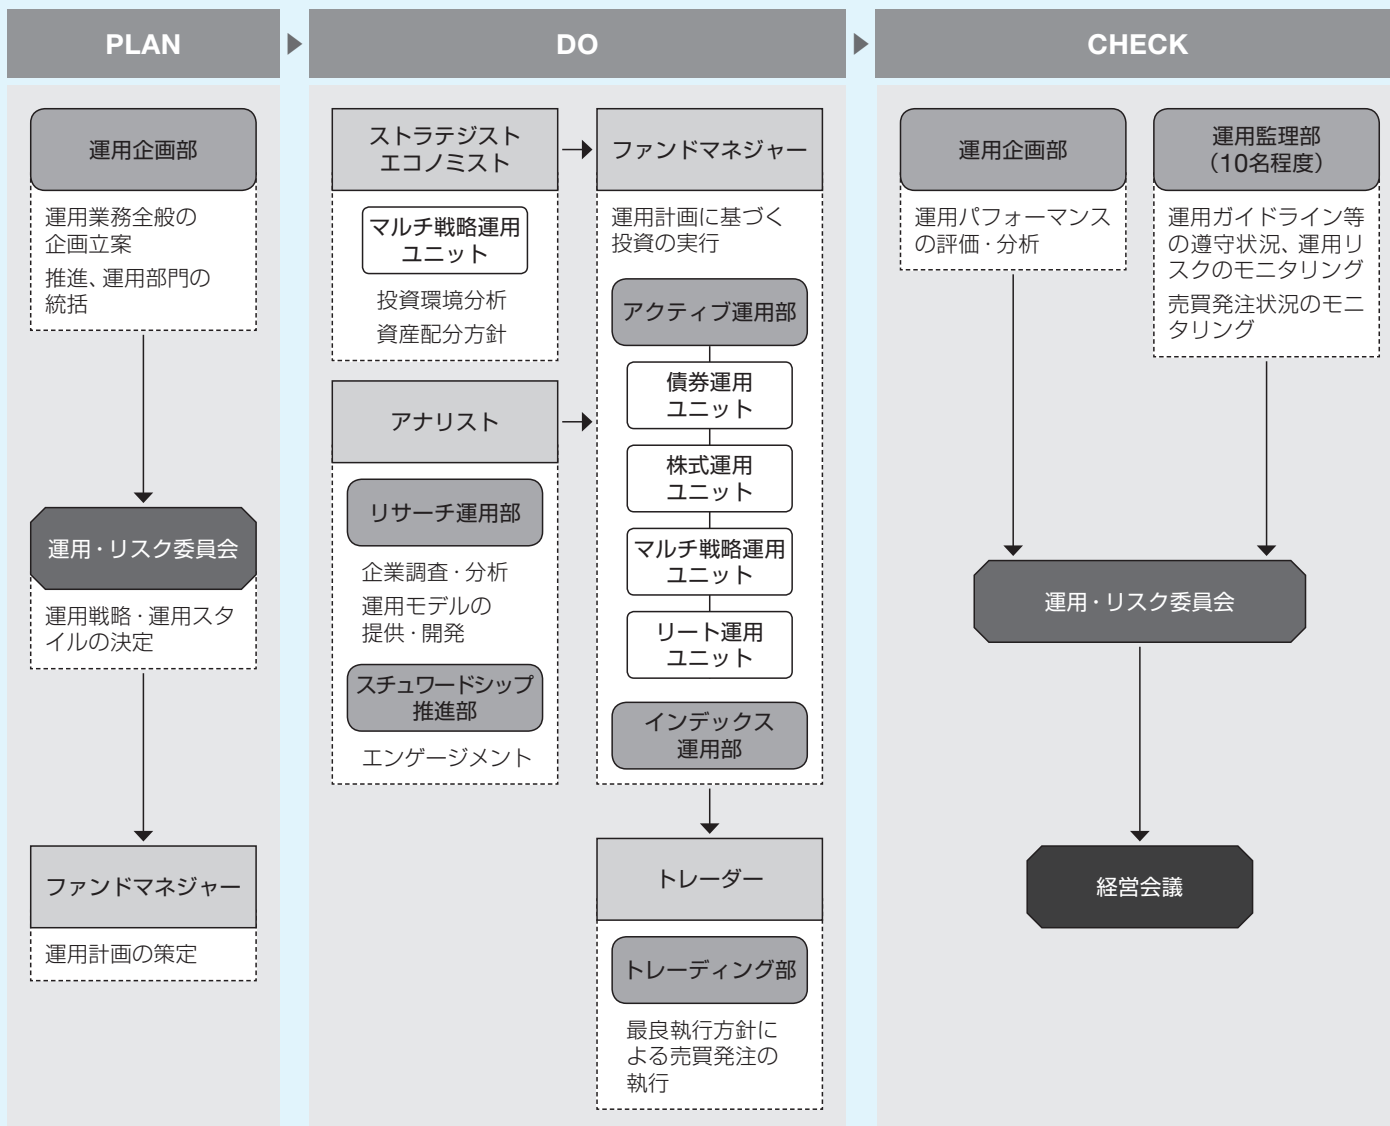 PLAN
運用企画部
運用業務全般の
企画立案
推進、運用部門の
統括
運用・リスク委員会
運用戦略・運用スタ
イルの決定
ファンドマネジャー
運用計画の策定
DO
ストラテジスト
エコノミスト
マルチ戦略運用
ユニット
投資環境分析
資産配分方針
アナリスト
リサーチ運用部
企業調査・分析
運用モデルの
提供・開発
スチュワードシップ
推進部
エンゲージメント
ファンドマネジャー
運用計画に基づく
投資の実行
アクティブ運用部
債券運用
ユニット
株式運用
ユニット
マルチ戦略運用
ユニット
リート運用
ユニット
インデックス
運用部
トレーダー
トレーディング部
最良執行方針に
よる売買発注の
執行
CHECK
運用企画部
運用パフォーマンス
の評価・分析
運用監理部
（10名程度）
運用ガイドライン等
の遵守状況、運用リ
スクのモニタリング
売買発注状況のモニ
タリング
運用・リスク委員会
経営会議